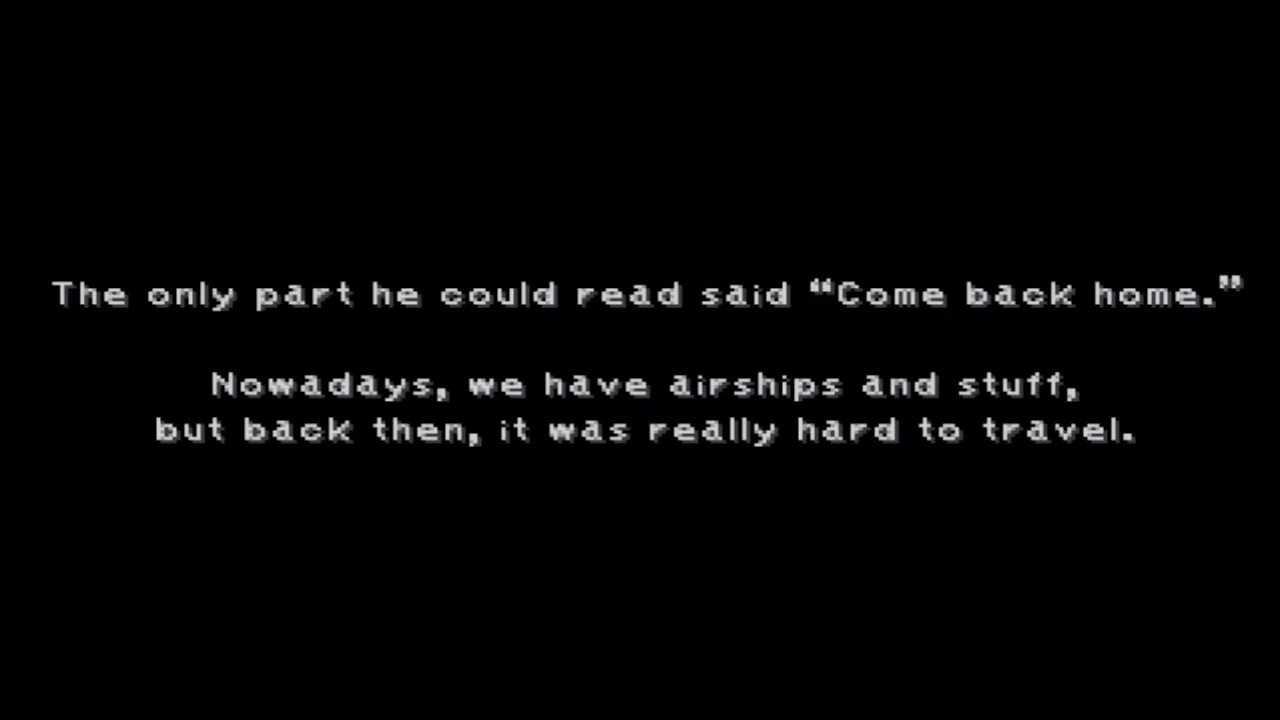 The only part he could read said “Come back home.”
Nowadays, we have airships and stuff,
but back then, it was really hard to travel.